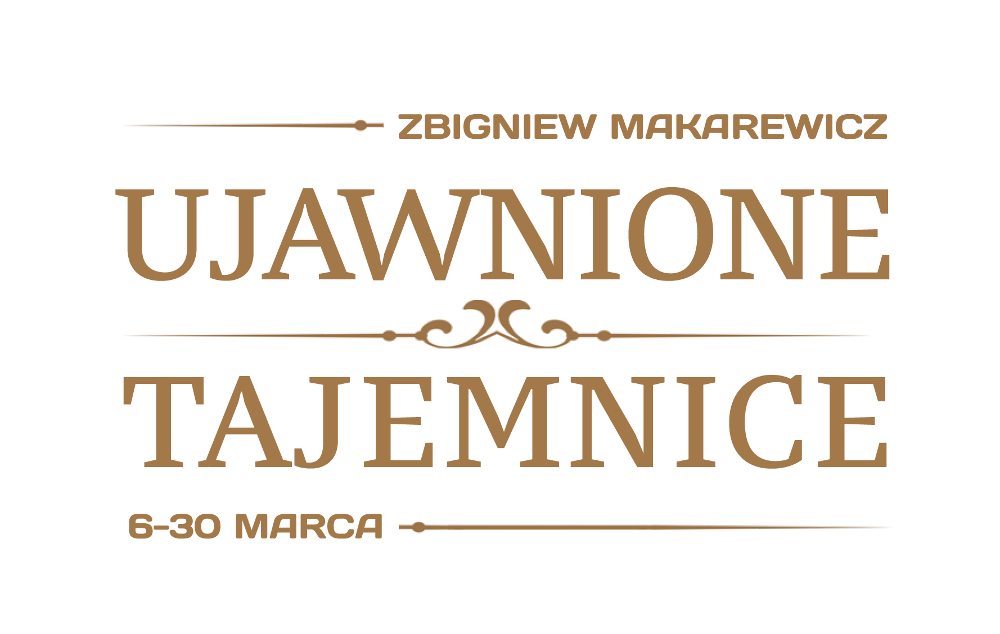 ZBIGNIEW MAKAREWICZ
UJAWNIONE
TAJEMNICE
6-30 MARCA